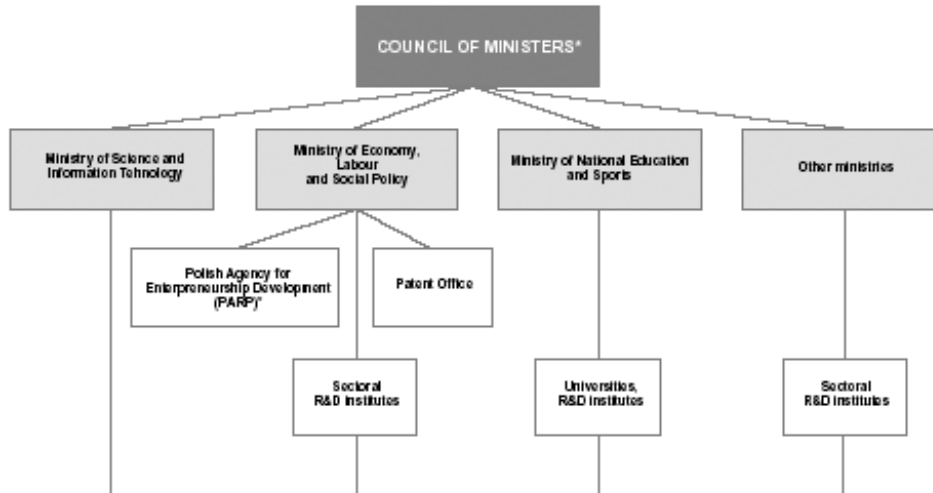 COUNCIL OF MINISTERS*
Ministry of Science and
Information Tehnology
Ministry of Economy,
Labour
and Social Policy
Ministry of National Education
and Sports
Other ministries
Polish Agency for
Enterpreneurship Development
(PARP)*
Patent Office
Sectoral
R&D institutes
Universities,
R&D institutes
Sectoral
R&D institutes